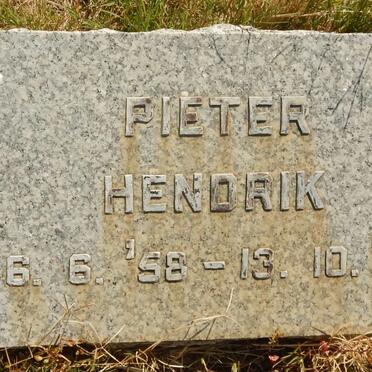 PIETER
HENDRIK
6. 6. '58 - 13. 10.